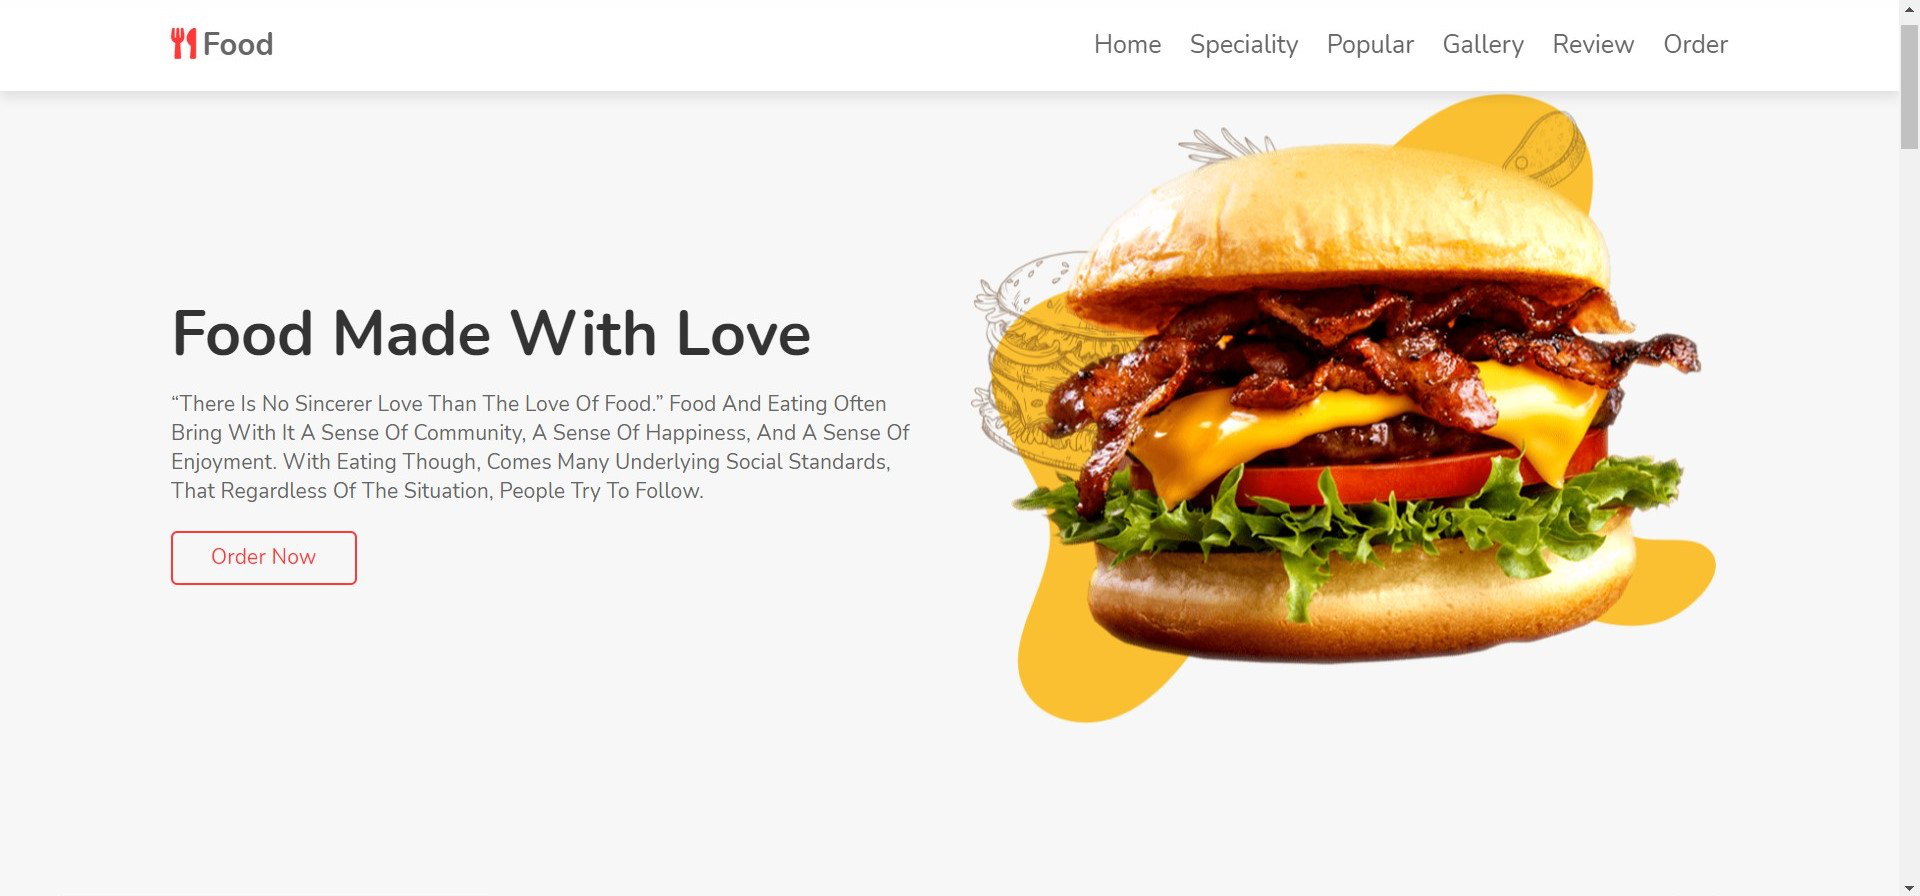 Food
Home Speciality Popular Gallery Review Order
Food Made With Love
“There Is No Sincerer Love Than The Love Of Food.” Food And Eating Often
Bring With It A Sense Of Community, A Sense Of Happiness, And A Sense Of
Enjoyment. With Eating Though, Comes Many Underlying Social Standards,
That Regardless Of The Situation, People Try To Follow.
Order Now